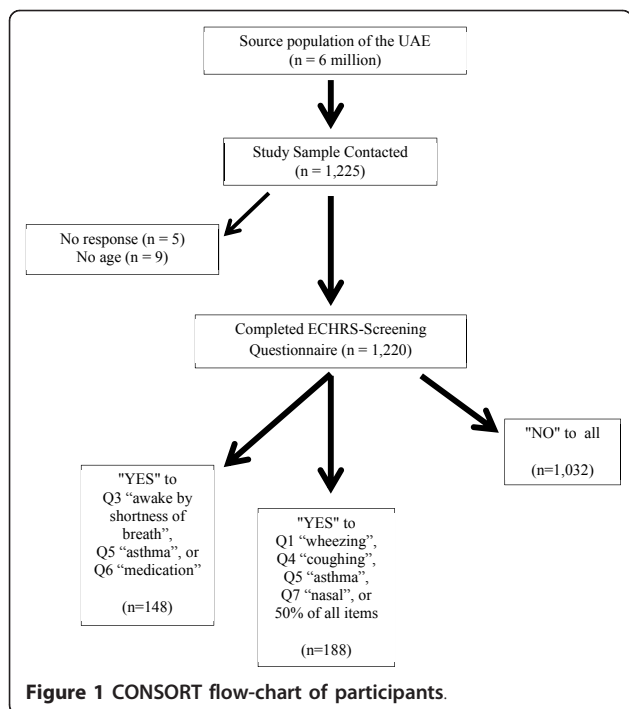 Source population of the UAE
(n = 6 million)
Study Sample Contacted
(n = 1,225)
No response (n = 5)
No age (n = 9)
Completed ECHRS-Screening
Questionnaire (n = 1,220)
"YES" to
Q3 “awake by
shortness of
breath”,
Q5 “asthma”, or
Q6 “medication”
(n=148)
"YES" to
Q1 “wheezing”,
Q4 “coughing”,
Q5 “asthma”,
Q7 “nasal”, or
50% of all items
(n=188)
"NO" to all
(n=1,032)
Figure 1 CONSORT flow-chart of participants.